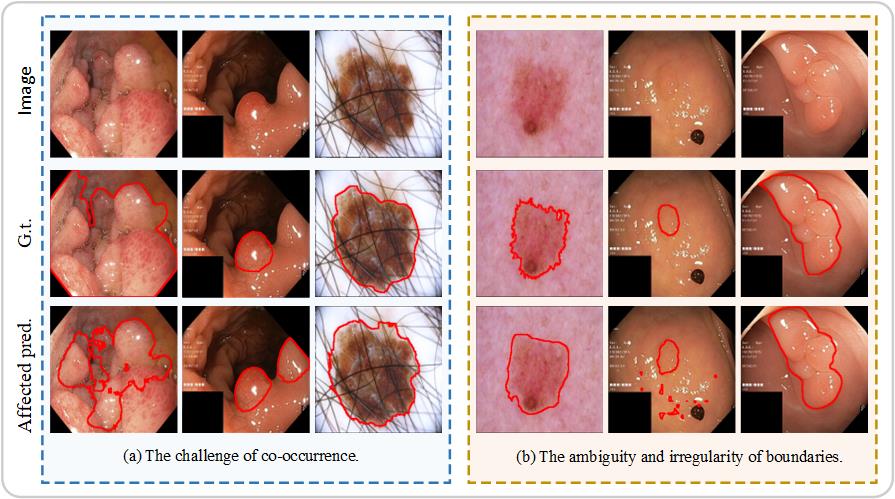 Image
G.t.
Affected pred.
(a) The challenge of co-occurrence.
(b) The ambiguity and irregularity of boundaries.